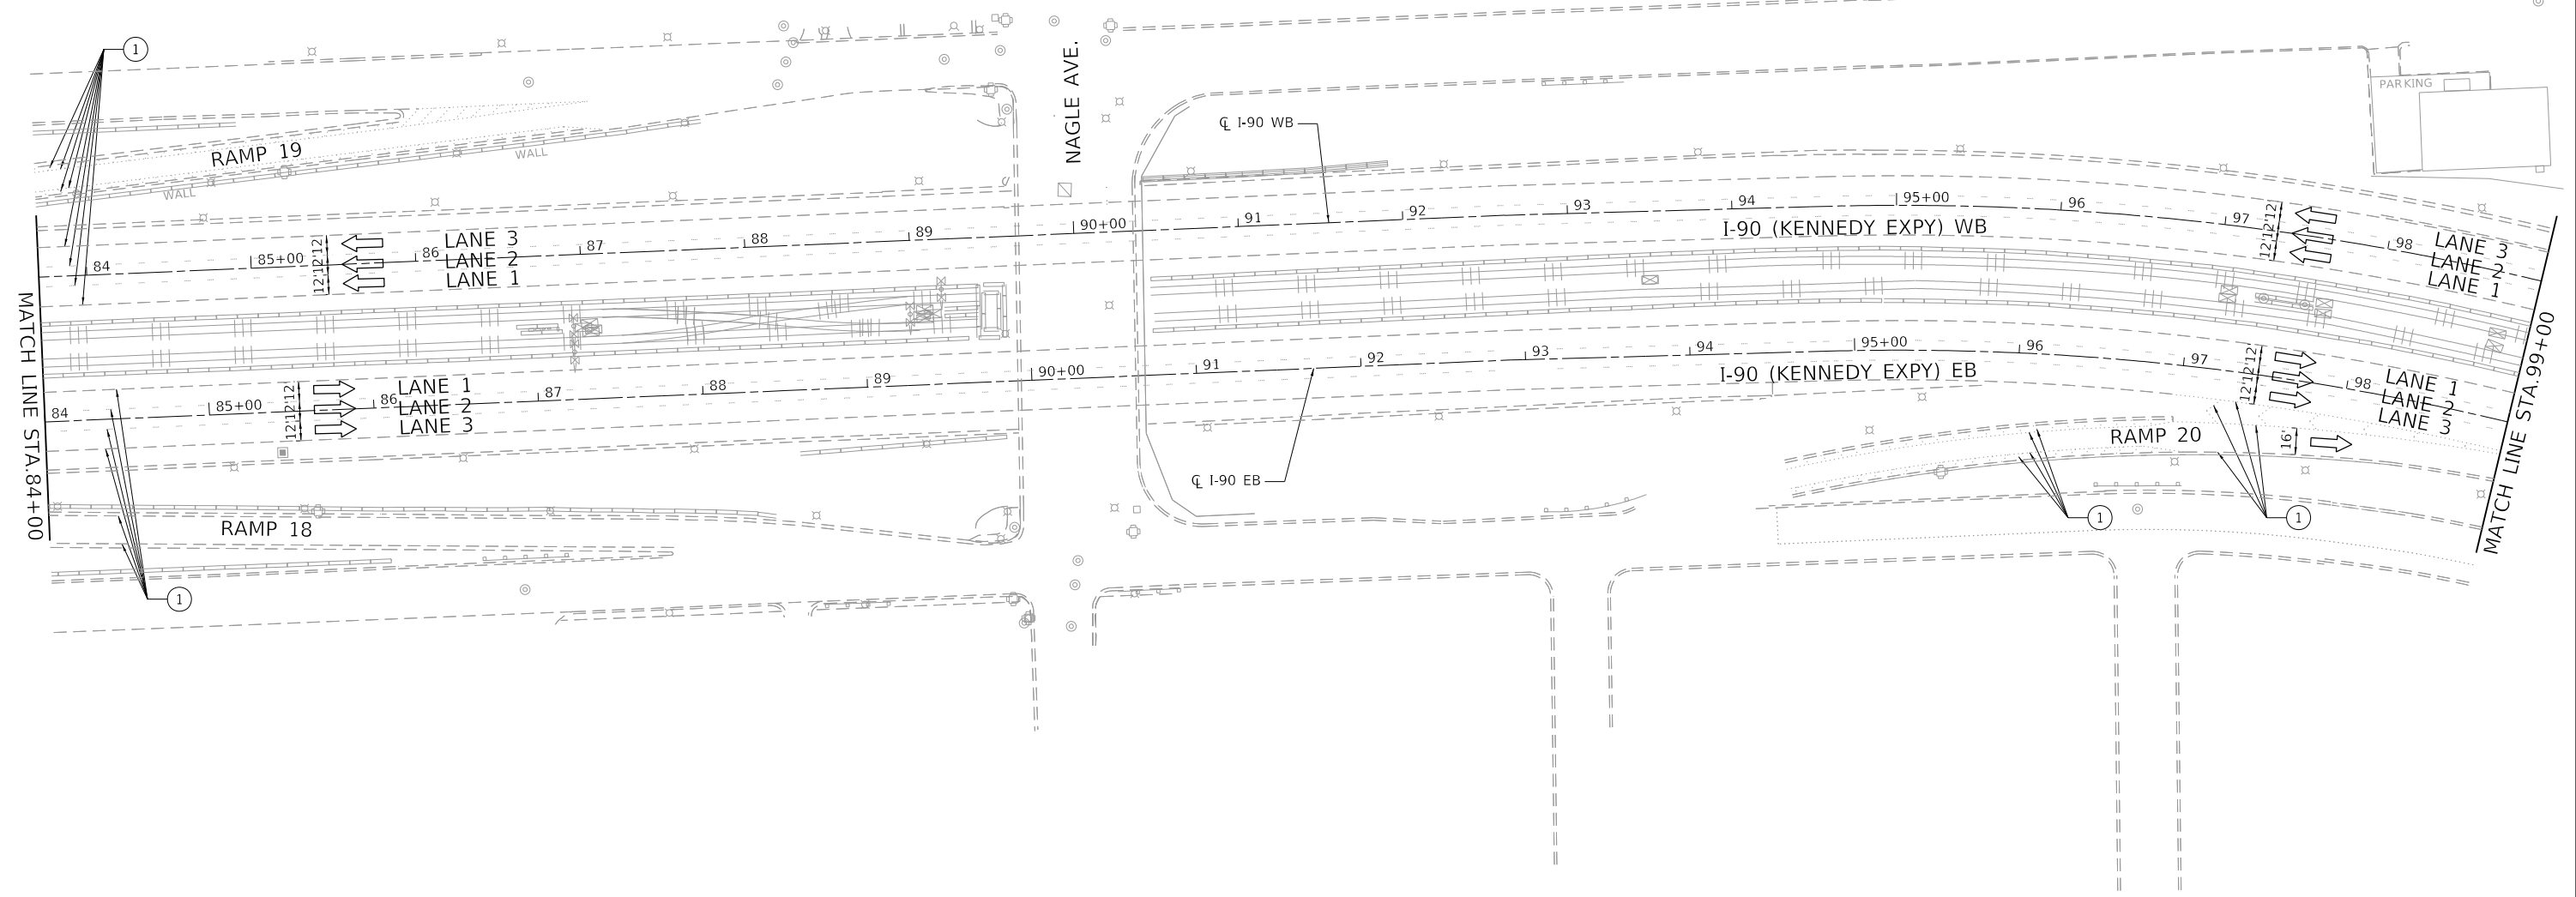 1
NAGLE AVE.
PARKING
RAMP 19
WALL
WALL
℄ I-90 WB
84
85+00
86
87
88
89
90+00
91
92
93
94
95+00
96
97
98
I-90 (KENNEDY EXPY) WB
12'12'12'
LANE 3
LANE 2
LANE 1
12'12'12'
LANE 3
LANE 2
LANE 1
MATCH LINE STA.84+00
MATCH LINE STA.99+00
84
85+00
86
87
88
89
90+00
91
92
93
94
95+00
96
97
98
I-90 (KENNEDY EXPY) EB
12'12'12'
LANE 1
LANE 2
LANE 3
12'12'12'
LANE 1
LANE 2
LANE 3
16'
RAMP 20
℄ I-90 EB
RAMP 18
1
1
1